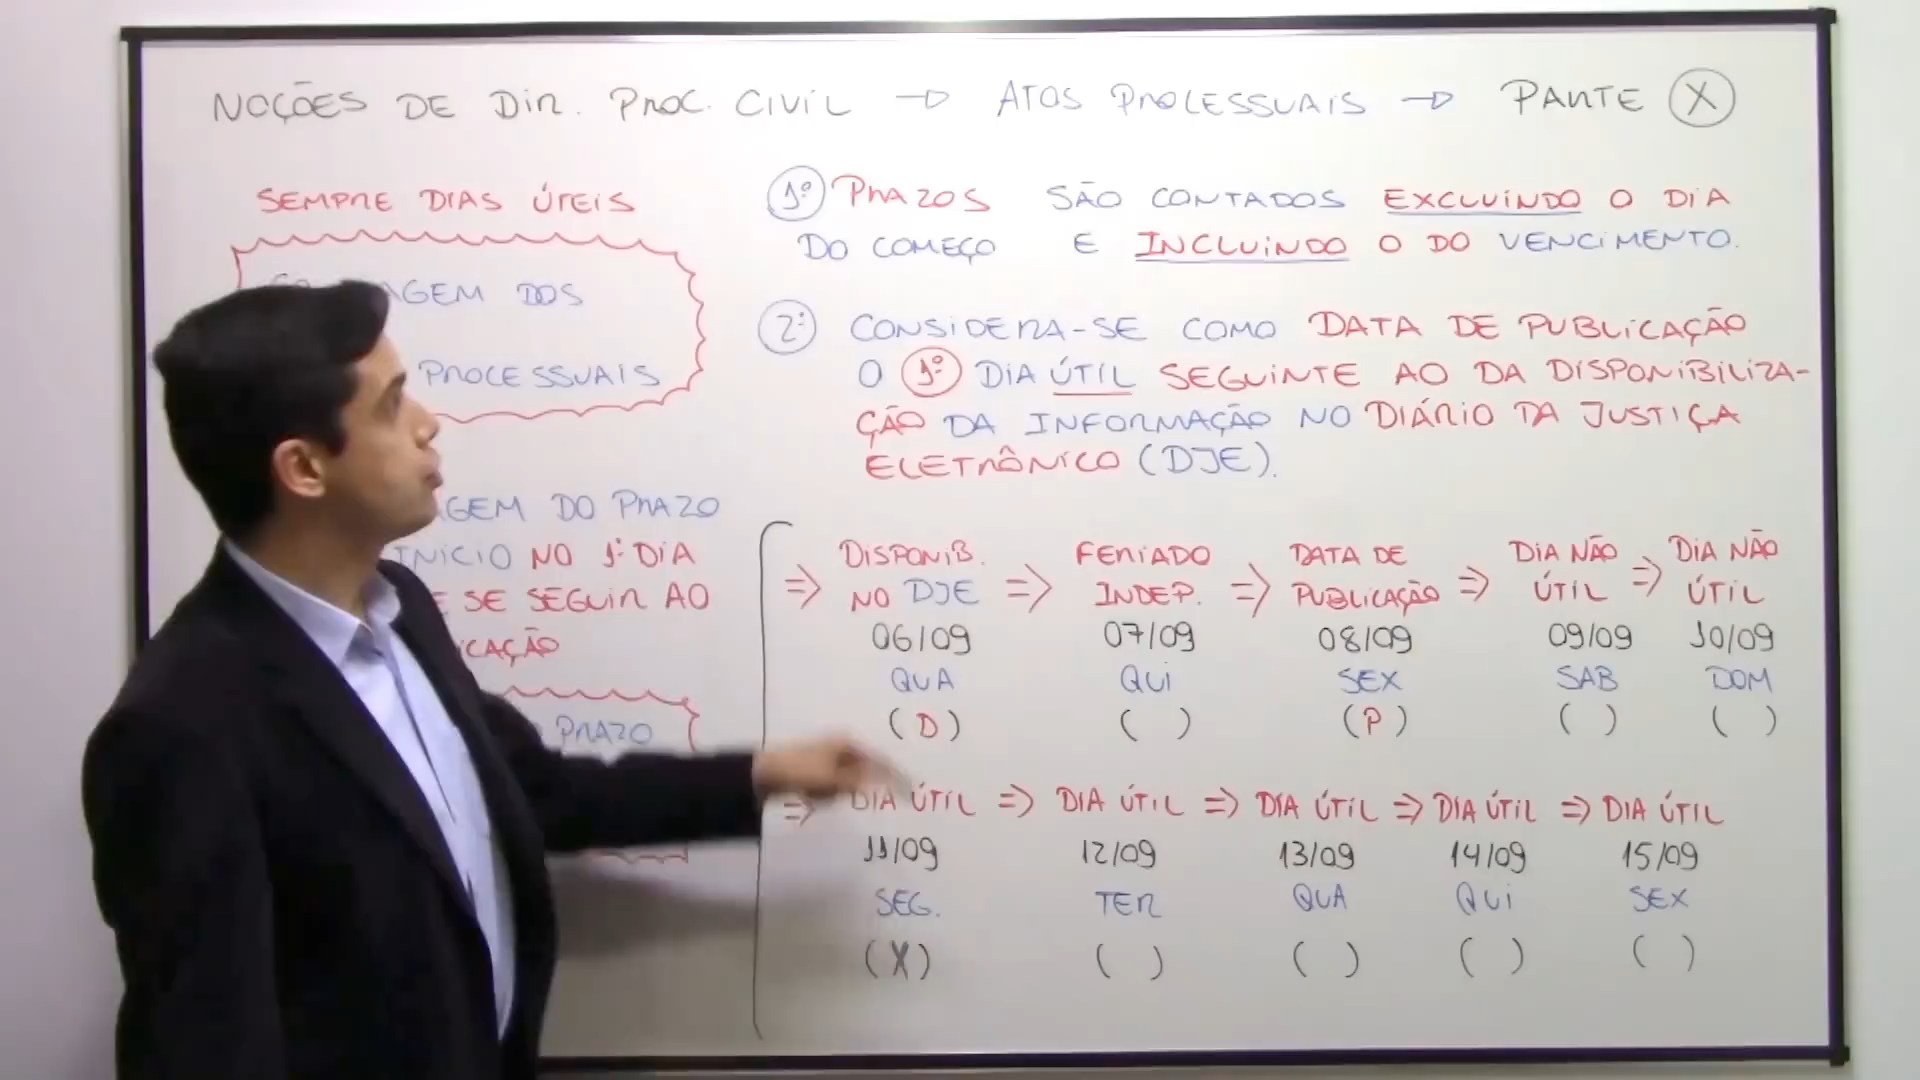 NOÇÕES DE DIR. PROC. CIVIL → ATOS PROCESSUAIS → PARTE X
SEMPRE DIAS ÚTEIS
DOS
PROCESSUAIS
DO PRAZO
NO 1º DIA
SE SEGUIR AO
PRAZO
1º PRAZOS SÃO CONTADOS EXCLUINDO O DIA
DO COMEÇO E INCLUINDO O DO VENCIMENTO.
2º CONSIDERA-SE COMO DATA DE PUBLICAÇÃO
O 1º DIA ÚTIL SEGUINTE AO DA DISPONIBILIZA-
ÇÃO DA INFORMAÇÃO NO DIÁRIO DA JUSTIÇA
ELETRÔNICO (DJE).
⇒ DISPONIB. ⇒ FERIADO ⇒ DATA DE ⇒ DIA NÃO ⇒ DIA NÃO
NO DJE INDEP. PUBLICAÇÃO ÚTIL ÚTIL
06/09 07/09 08/09 09/09 10/09
QUA QUI SEX SAB DOM
(D) ( ) (P) ( ) ( )
⇒ DIA ÚTIL ⇒ DIA ÚTIL ⇒ DIA ÚTIL ⇒ DIA ÚTIL ⇒ DIA ÚTIL
11/09 12/09 13/09 14/09 15/09
SEG. TER QUA QUI SEX
(X) ( ) ( ) ( ) ( )